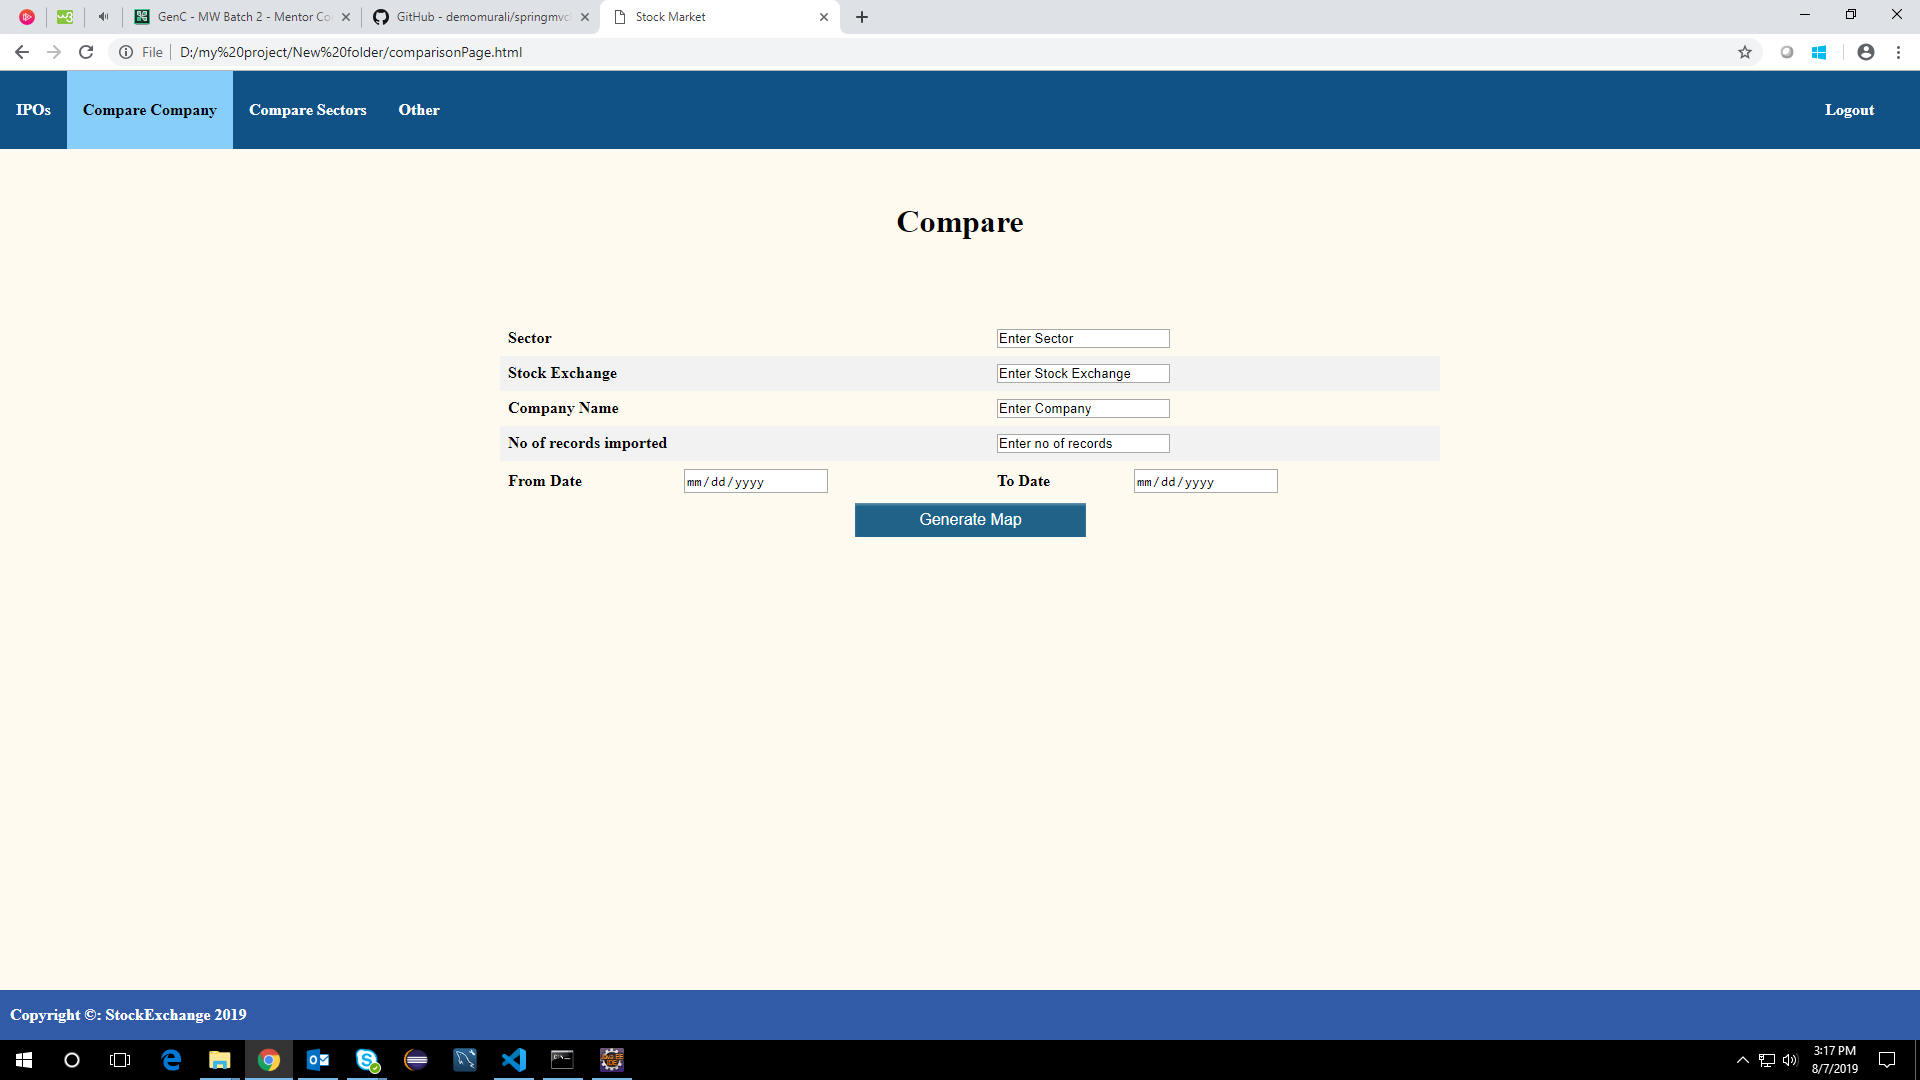 GenC - MW Batch 2 - Mentor Co
GitHub - demomurali/springmvc
Stock Market
File
D:/my%20project/New%20folder/comparisonPage.html
IPOs
Compare Company
Compare Sectors
Other
Logout
Compare
Sector
Enter Sector
Stock Exchange
Enter Stock Exchange
Company Name
Enter Company
No of records imported
Enter no of records
From Date
mm/dd/yyyy
To Date
mm/dd/yyyy
Generate Map
Copyright ©: StockExchange 2019
3:17 PM
8/7/2019